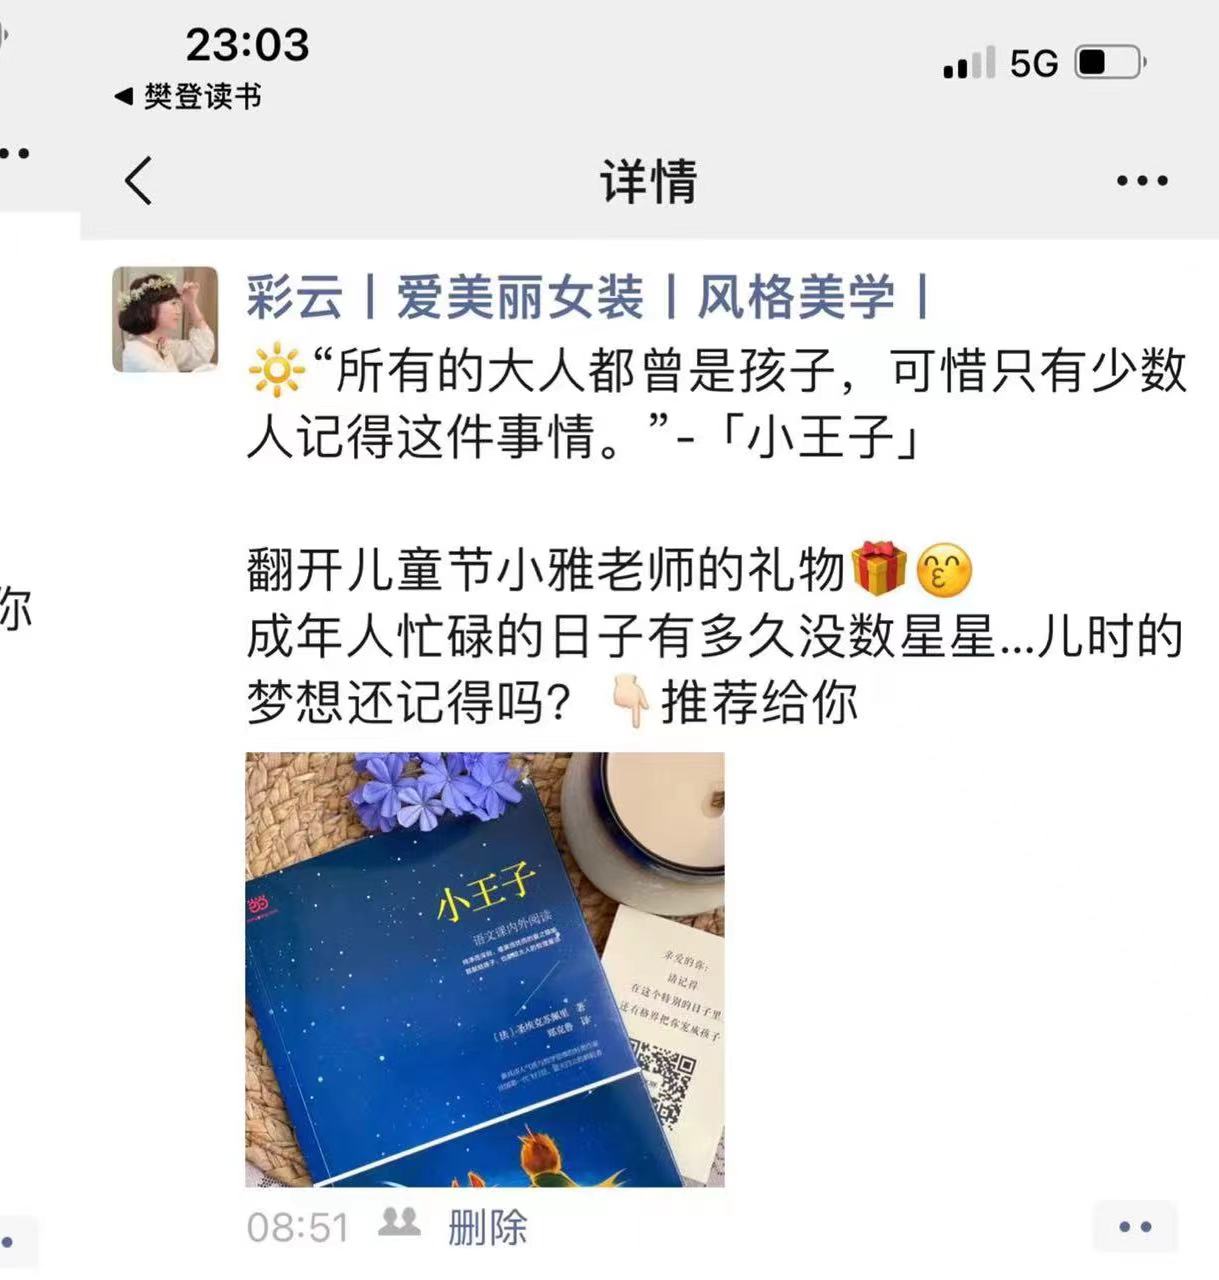 23:03
5G
◀ 樊登读书
详情
彩云丨爱美丽女装丨风格美学丨
🔆“所有的大人都曾是孩子，可惜只有少数
人记得这件事情。”-「小王子」
翻开儿童节小雅老师的礼物🎁😙
成年人忙碌的日子有多久没数星星...儿时的
你
梦想还记得吗？👇🏻推荐给你
小王子
语文课内外阅读
[法]·圣埃克苏佩里 著
郑克鲁 译
亲爱的你：
请记得
在这个特别的日子里
还有格界把你宠成孩子
08:51
删除